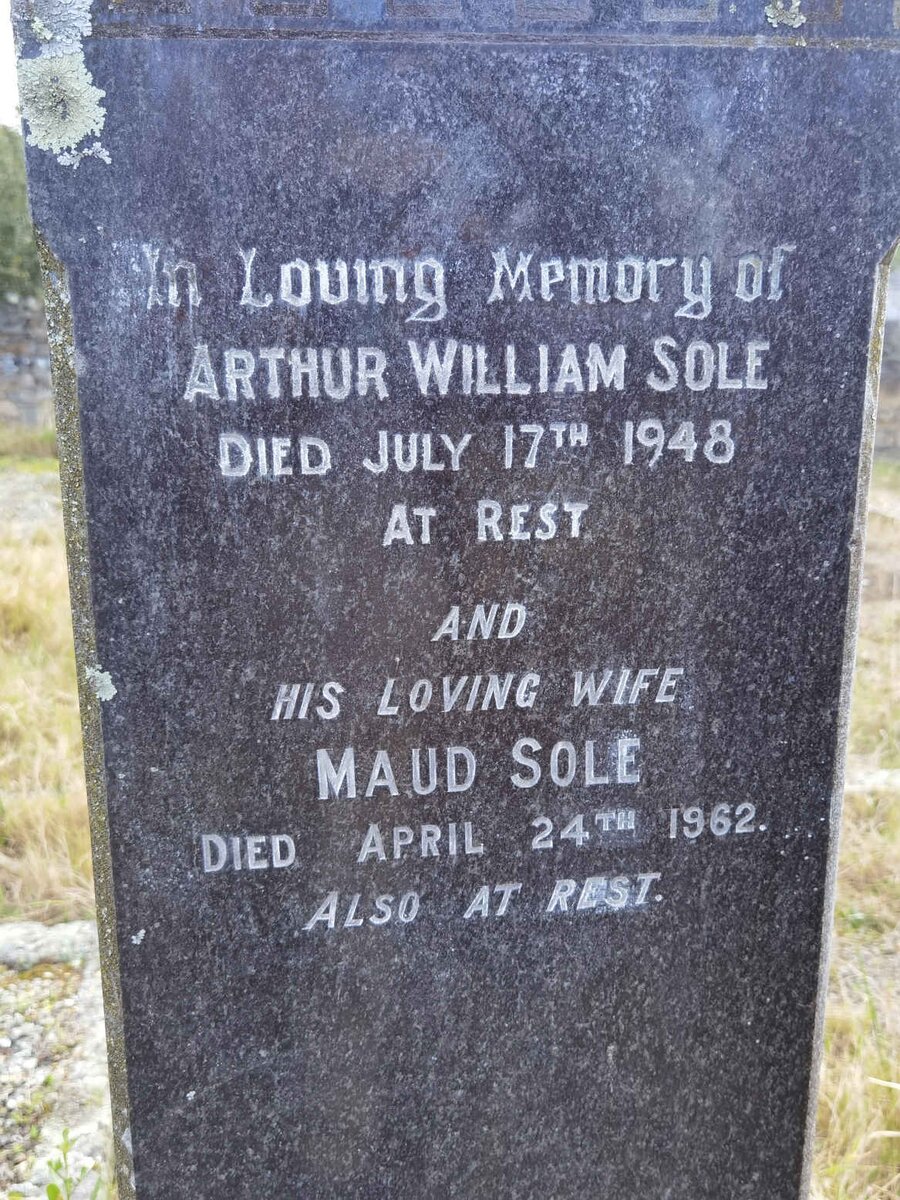 In Loving Memory of
ARTHUR WILLIAM SOLE
DIED JULY 17TH 1948
AT REST
AND
HIS LOVING WIFE
MAUD SOLE
DIED APRIL 24TH 1962.
ALSO AT REST.